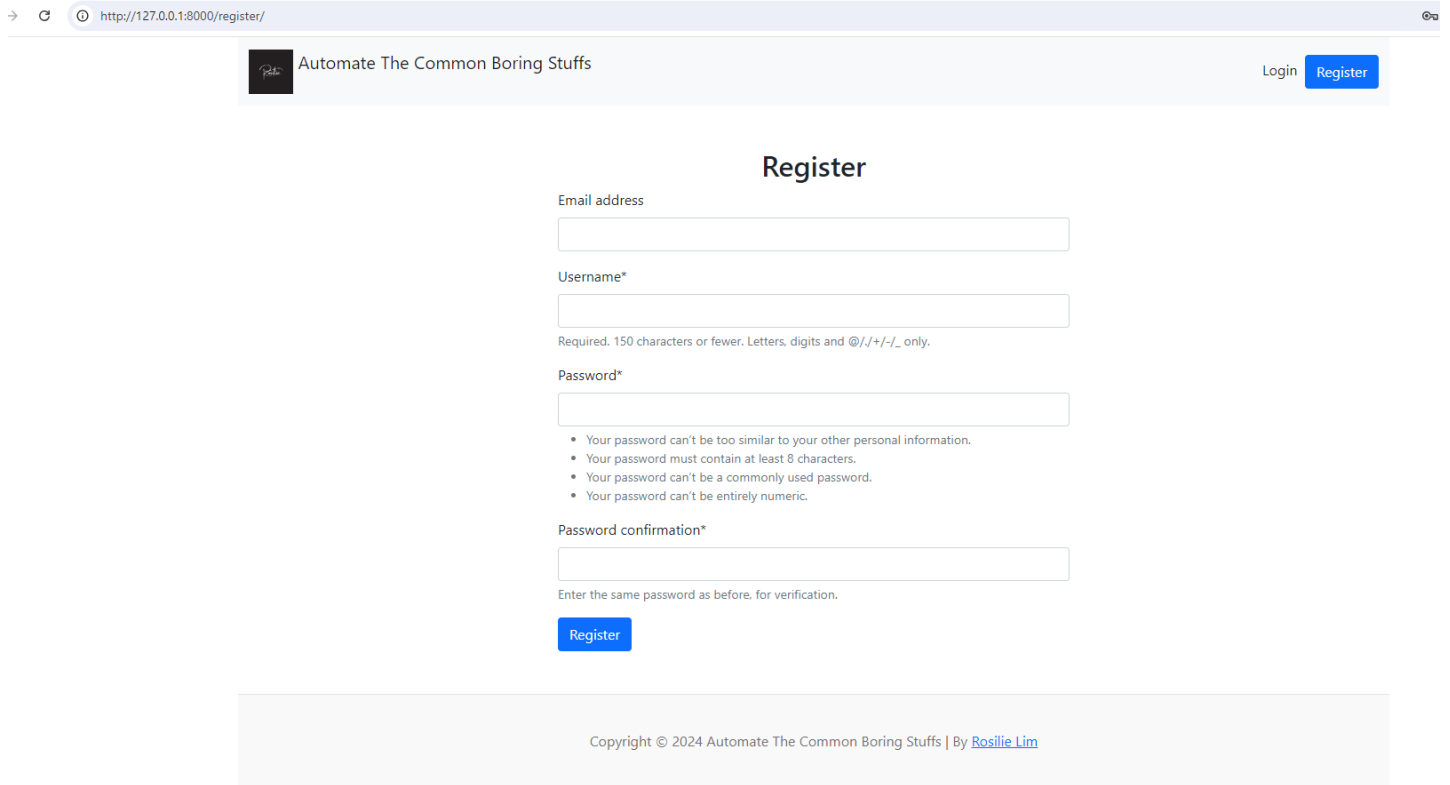 http://127.0.0.1:8000/register/
Automate The Common Boring Stuffs
Login
Register
Register
Email address
Username*
Required. 150 characters or fewer. Letters, digits and @/./+/-/_ only.
Password*
Your password can't be too similar to your other personal information.
Your password must contain at least 8 characters.
Your password can't be a commonly used password.
Your password can't be entirely numeric.
Password confirmation*
Enter the same password as before, for verification.
Register
Copyright © 2024 Automate The Common Boring Stuffs | By Rosilie Lim